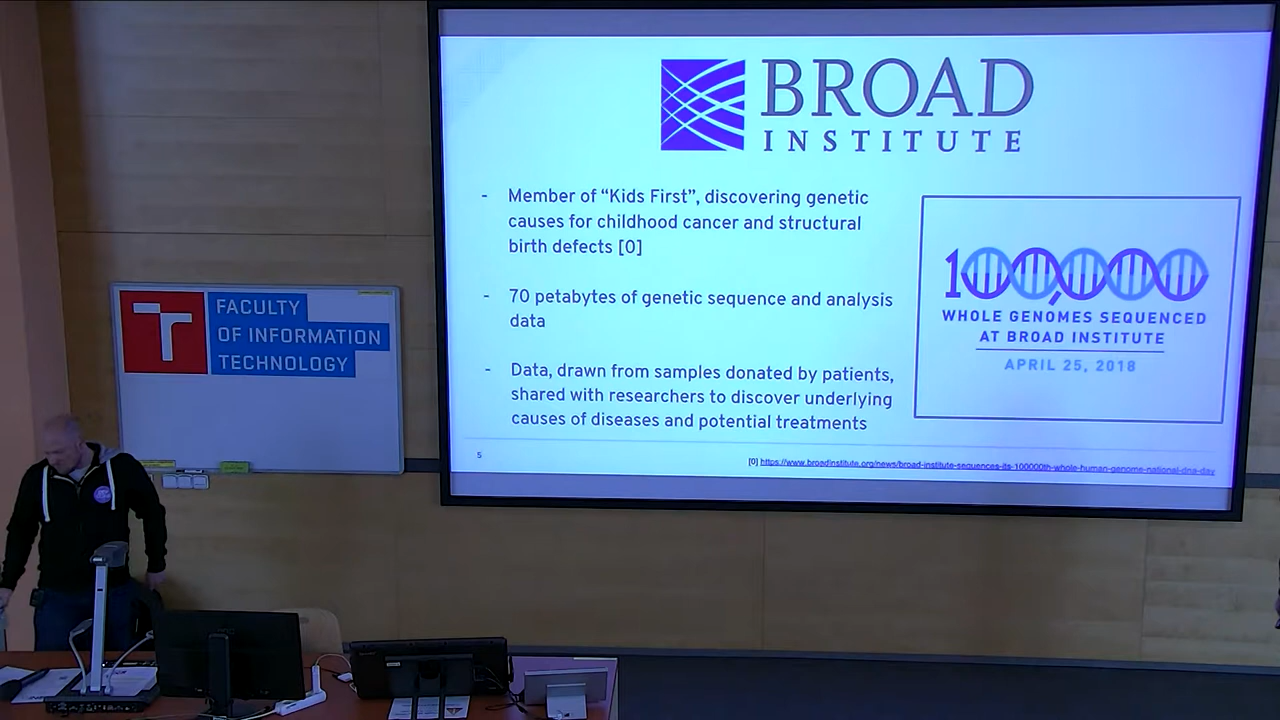 BROAD
INSTITUTE
- Member of “Kids First”, discovering genetic
causes for childhood cancer and structural
birth defects [0]
- 70 petabytes of genetic sequence and analysis
data
- Data, drawn from samples donated by patients,
shared with researchers to discover underlying
causes of diseases and potential treatments
100,000
WHOLE GENOMES SEQUENCED
AT BROAD INSTITUTE
APRIL 25, 2018
5
[0] https://www.broadinstitute.org/news/broad-institute-sequences-its-100000th-whole-human-genome-national-dna-day
T
FACULTY
OF INFORMATION
TECHNOLOGY